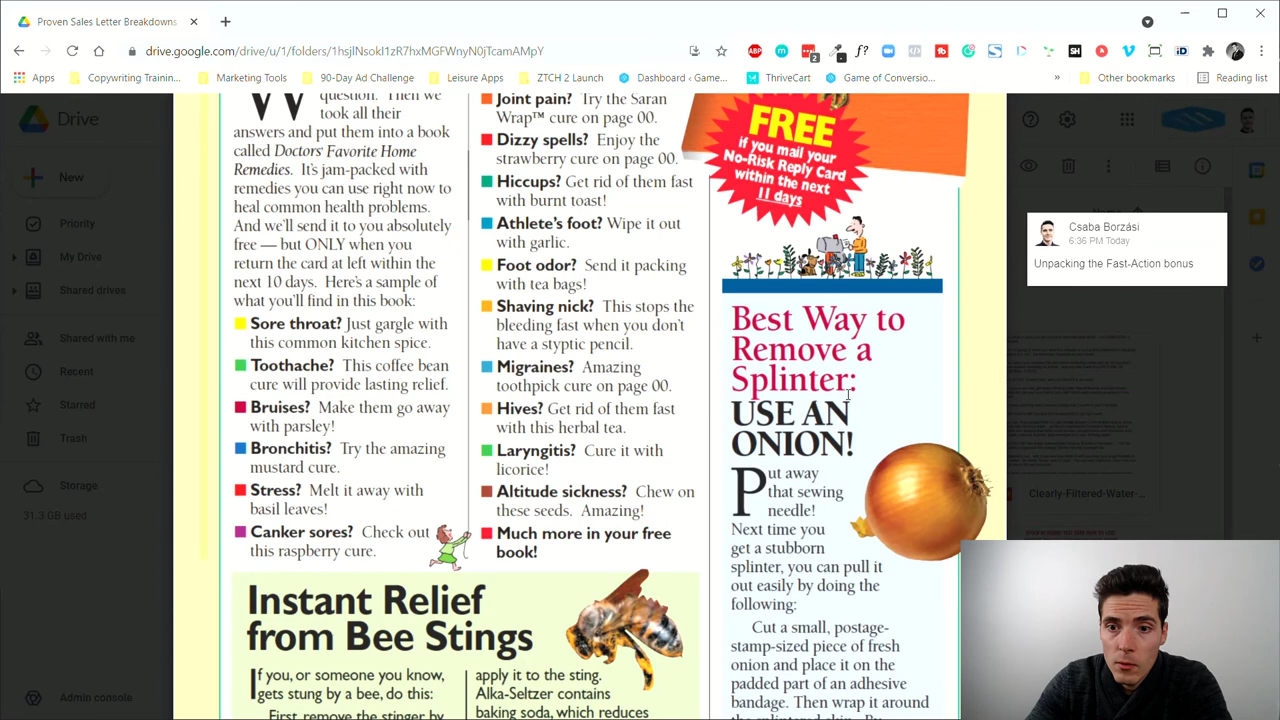 Proven Sales Letter Breakdowns
drive.google.com/drive/u/1/folders/1hsjlNsokI1zR7hxMGFWnyN0jTcamAMpY
Apps
Copywriting Trainin...
Marketing Tools
90-Day Ad Challenge
Leisure Apps
ZTCH 2 Launch
Dashboard ‹ Game...
ThriveCart
Game of Conversio...
»
Other bookmarks
Reading list
Drive
New
Priority
My Drive
Shared drives
Shared with me
Recent
Starred
Trash
Storage
31.3 GB used
Admin console
question. Then we
took all their
answers and put them into a book
called Doctors' Favorite Home
Remedies. It's jam-packed with
remedies you can use right now to
heal common health problems.
And we'll send it to you absolutely
free — but ONLY when you
return the card at left within the
next 10 days. Here's a sample of
what you'll find in this book:
Sore throat? Just gargle with
this common kitchen spice.
Toothache? This coffee bean
cure will provide lasting relief.
Bruises? Make them go away
with parsley!
Bronchitis? Try the amazing
mustard cure.
Stress? Melt it away with
basil leaves!
Canker sores? Check out
this raspberry cure.
Joint pain? Try the Saran
Wrap™ cure on page 00.
Dizzy spells? Enjoy the
strawberry cure on page 00.
Hiccups? Get rid of them fast
with burnt toast!
Athlete's foot? Wipe it out
with garlic.
Foot odor? Send it packing
with tea bags!
Shaving nick? This stops the
bleeding fast when you don't
have a styptic pencil.
Migraines? Amazing
toothpick cure on page 00.
Hives? Get rid of them fast
with this herbal tea.
Laryngitis? Cure it with
licorice!
Altitude sickness? Chew on
these seeds. Amazing!
Much more in your free
book!
Instant Relief
from Bee Stings
If you, or someone you know,
gets stung by a bee, do this:
First, remove the stinger by
apply it to the sting.
Alka-Seltzer contains
baking soda, which reduces
FREE
if you mail your
No-Risk Reply Card
within the next
11 days
Best Way to
Remove a
Splinter:
USE AN
ONION!
Put away
that sewing
needle!
Next time you
get a stubborn
splinter, you can pull it
out easily by doing the
following:
Cut a small, postage-
stamp-sized piece of fresh
onion and place it on the
padded part of an adhesive
bandage. Then wrap it around
Csaba Borzási
6:36 PM Today
Unpacking the Fast-Action bonus
Clearly-Filtered-Water-...